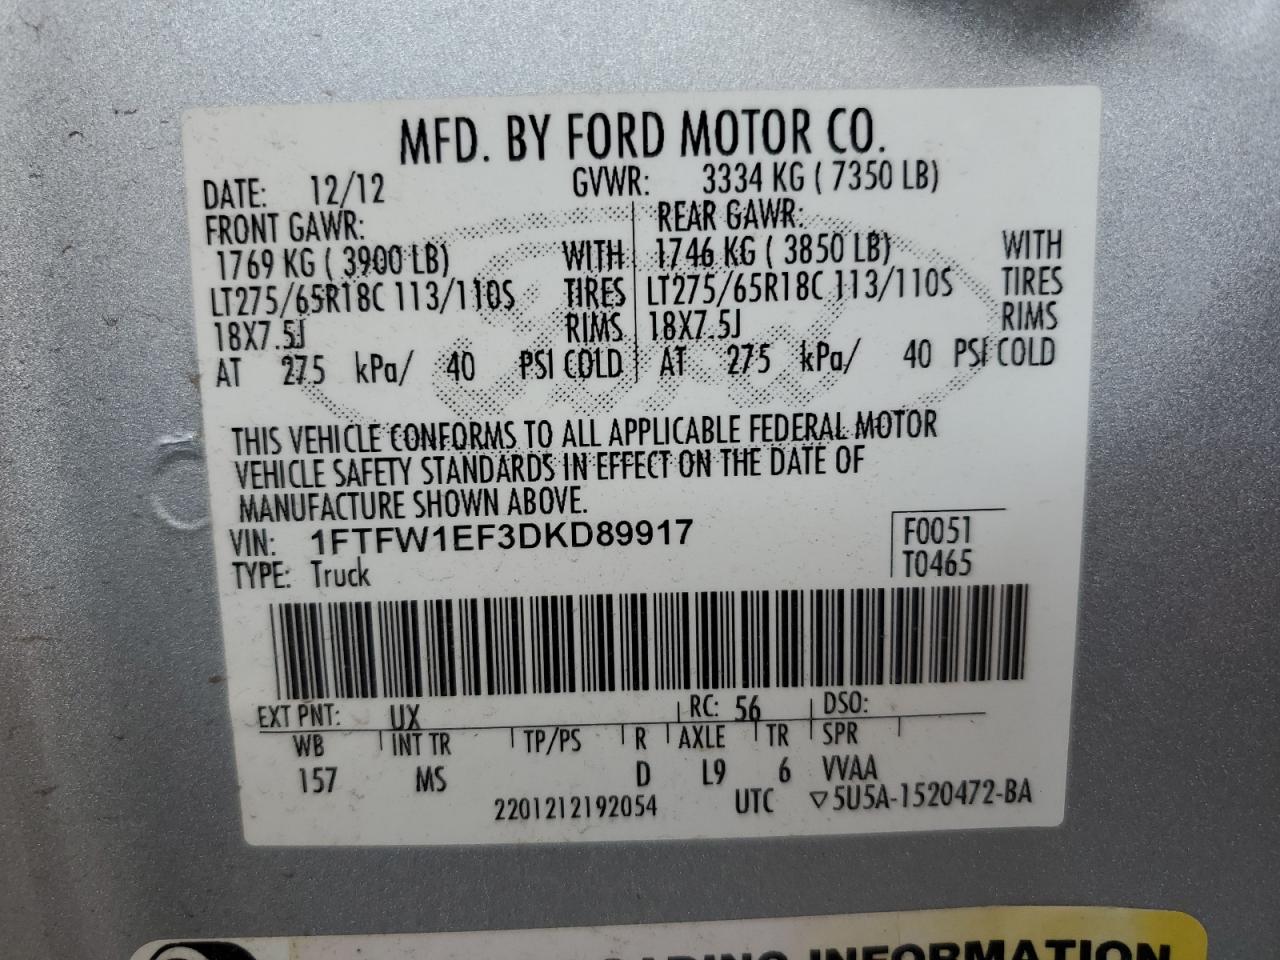 MFD. BY FORD MOTOR CO.
DATE: 12/12 GVWR: 3334 KG ( 7350 LB)
FRONT GAWR: REAR GAWR:
1769 KG ( 3900 LB) WITH 1746 KG ( 3850 LB) WITH
LT275/65R18C 113/110S TIRES LT275/65R18C 113/110S TIRES
18X7.5J RIMS 18X7.5J RIMS
AT 275 kPa/ 40 PSI COLD AT 275 kPa/ 40 PSI COLD
THIS VEHICLE CONFORMS TO ALL APPLICABLE FEDERAL MOTOR
VEHICLE SAFETY STANDARDS IN EFFECT ON THE DATE OF
MANUFACTURE SHOWN ABOVE.
VIN: 1FTFW1EF3DKD89917 F0051
TYPE: Truck T0465
EXT PNT: UX RC: 56 DSO:
WB INT TR TP/PS R AXLE TR SPR
157 MS D L9 6 VVAA
2201212192054 UTC ▽5U5A-1520472-BA
INFORMATION